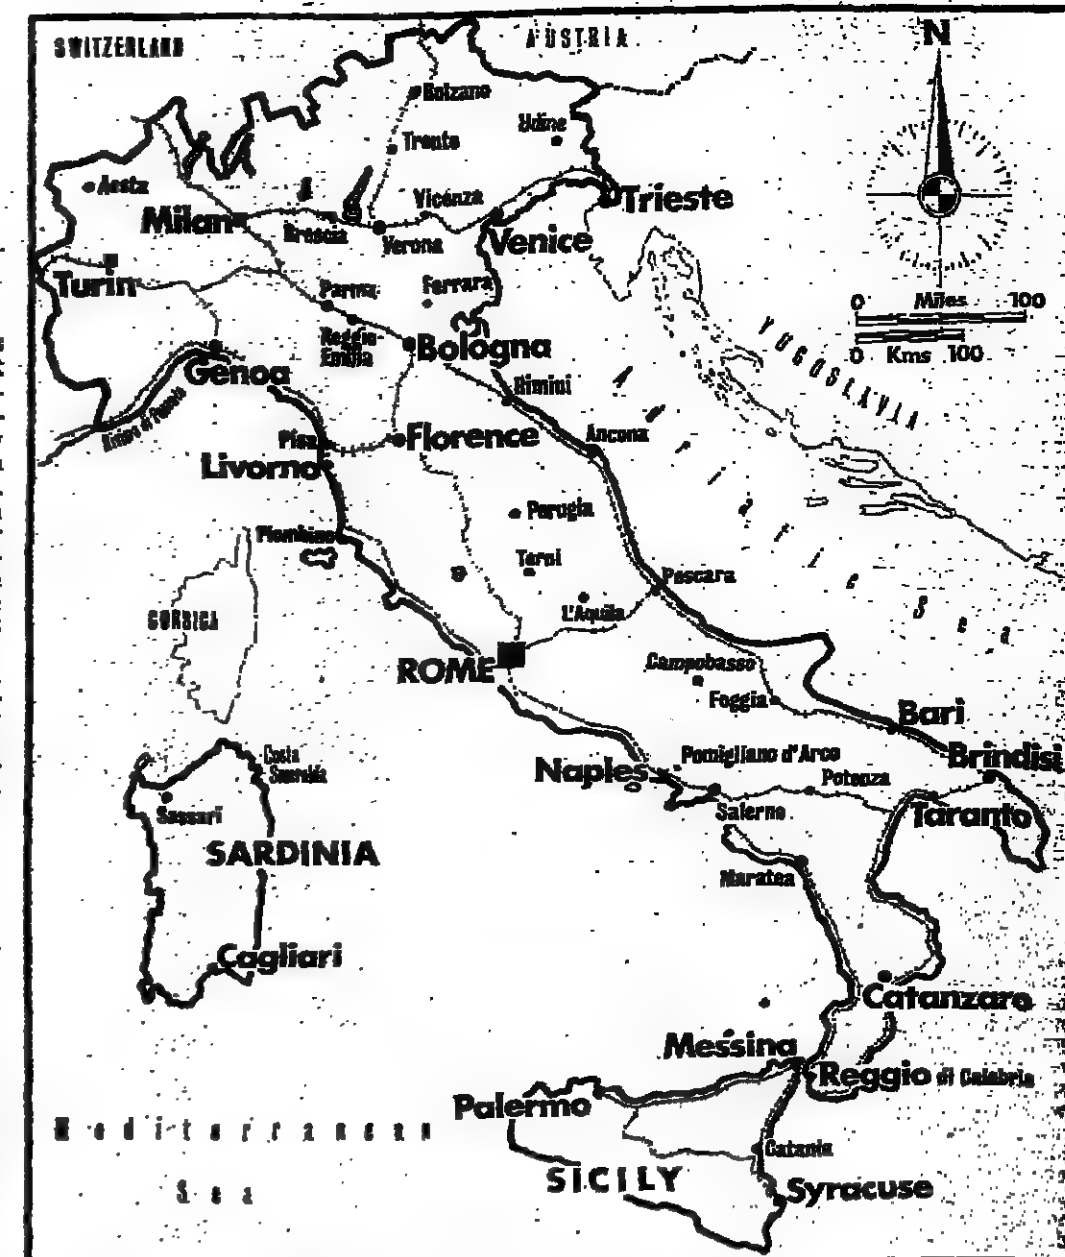 SWITZERLAND
AUSTRIA
N
Bolzano
Udine
Trento
Aosta
Vicenza
Trieste
Milan
Brescia
Verona
Venice
Turin
Parma
Ferrara
0 Miles 100
0 Kms 100
YUGOSLAVIA
Reggio-
Emilia
Bologna
Genoa
Rimini
Pisa
Florence
Ancona
Livorno
Adriatic Sea
Perugia
Piombino
Terni
Pescara
L'Aquila
CORSICA
ROME
Campobasso
Foggia
Bari
Costa
Smeralda
Naples
Pomigliano d'Arco
Brindisi
Potenza
Sassari
Salerno
Taranto
SARDINIA
Maratea
Cagliari
Catanzaro
Messina
Reggio di Calabria
Palermo
Mediterranean
Sea
Catania
SICILY
Syracuse